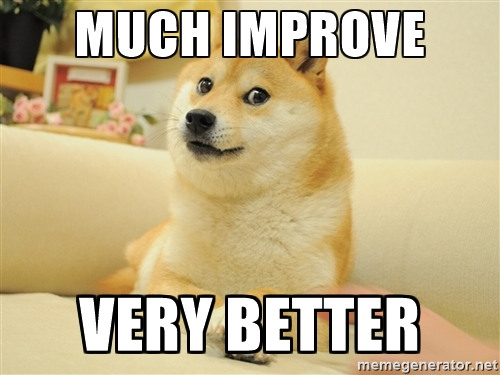 MUCH IMPROVE
VERY BETTER
memegenerator.net